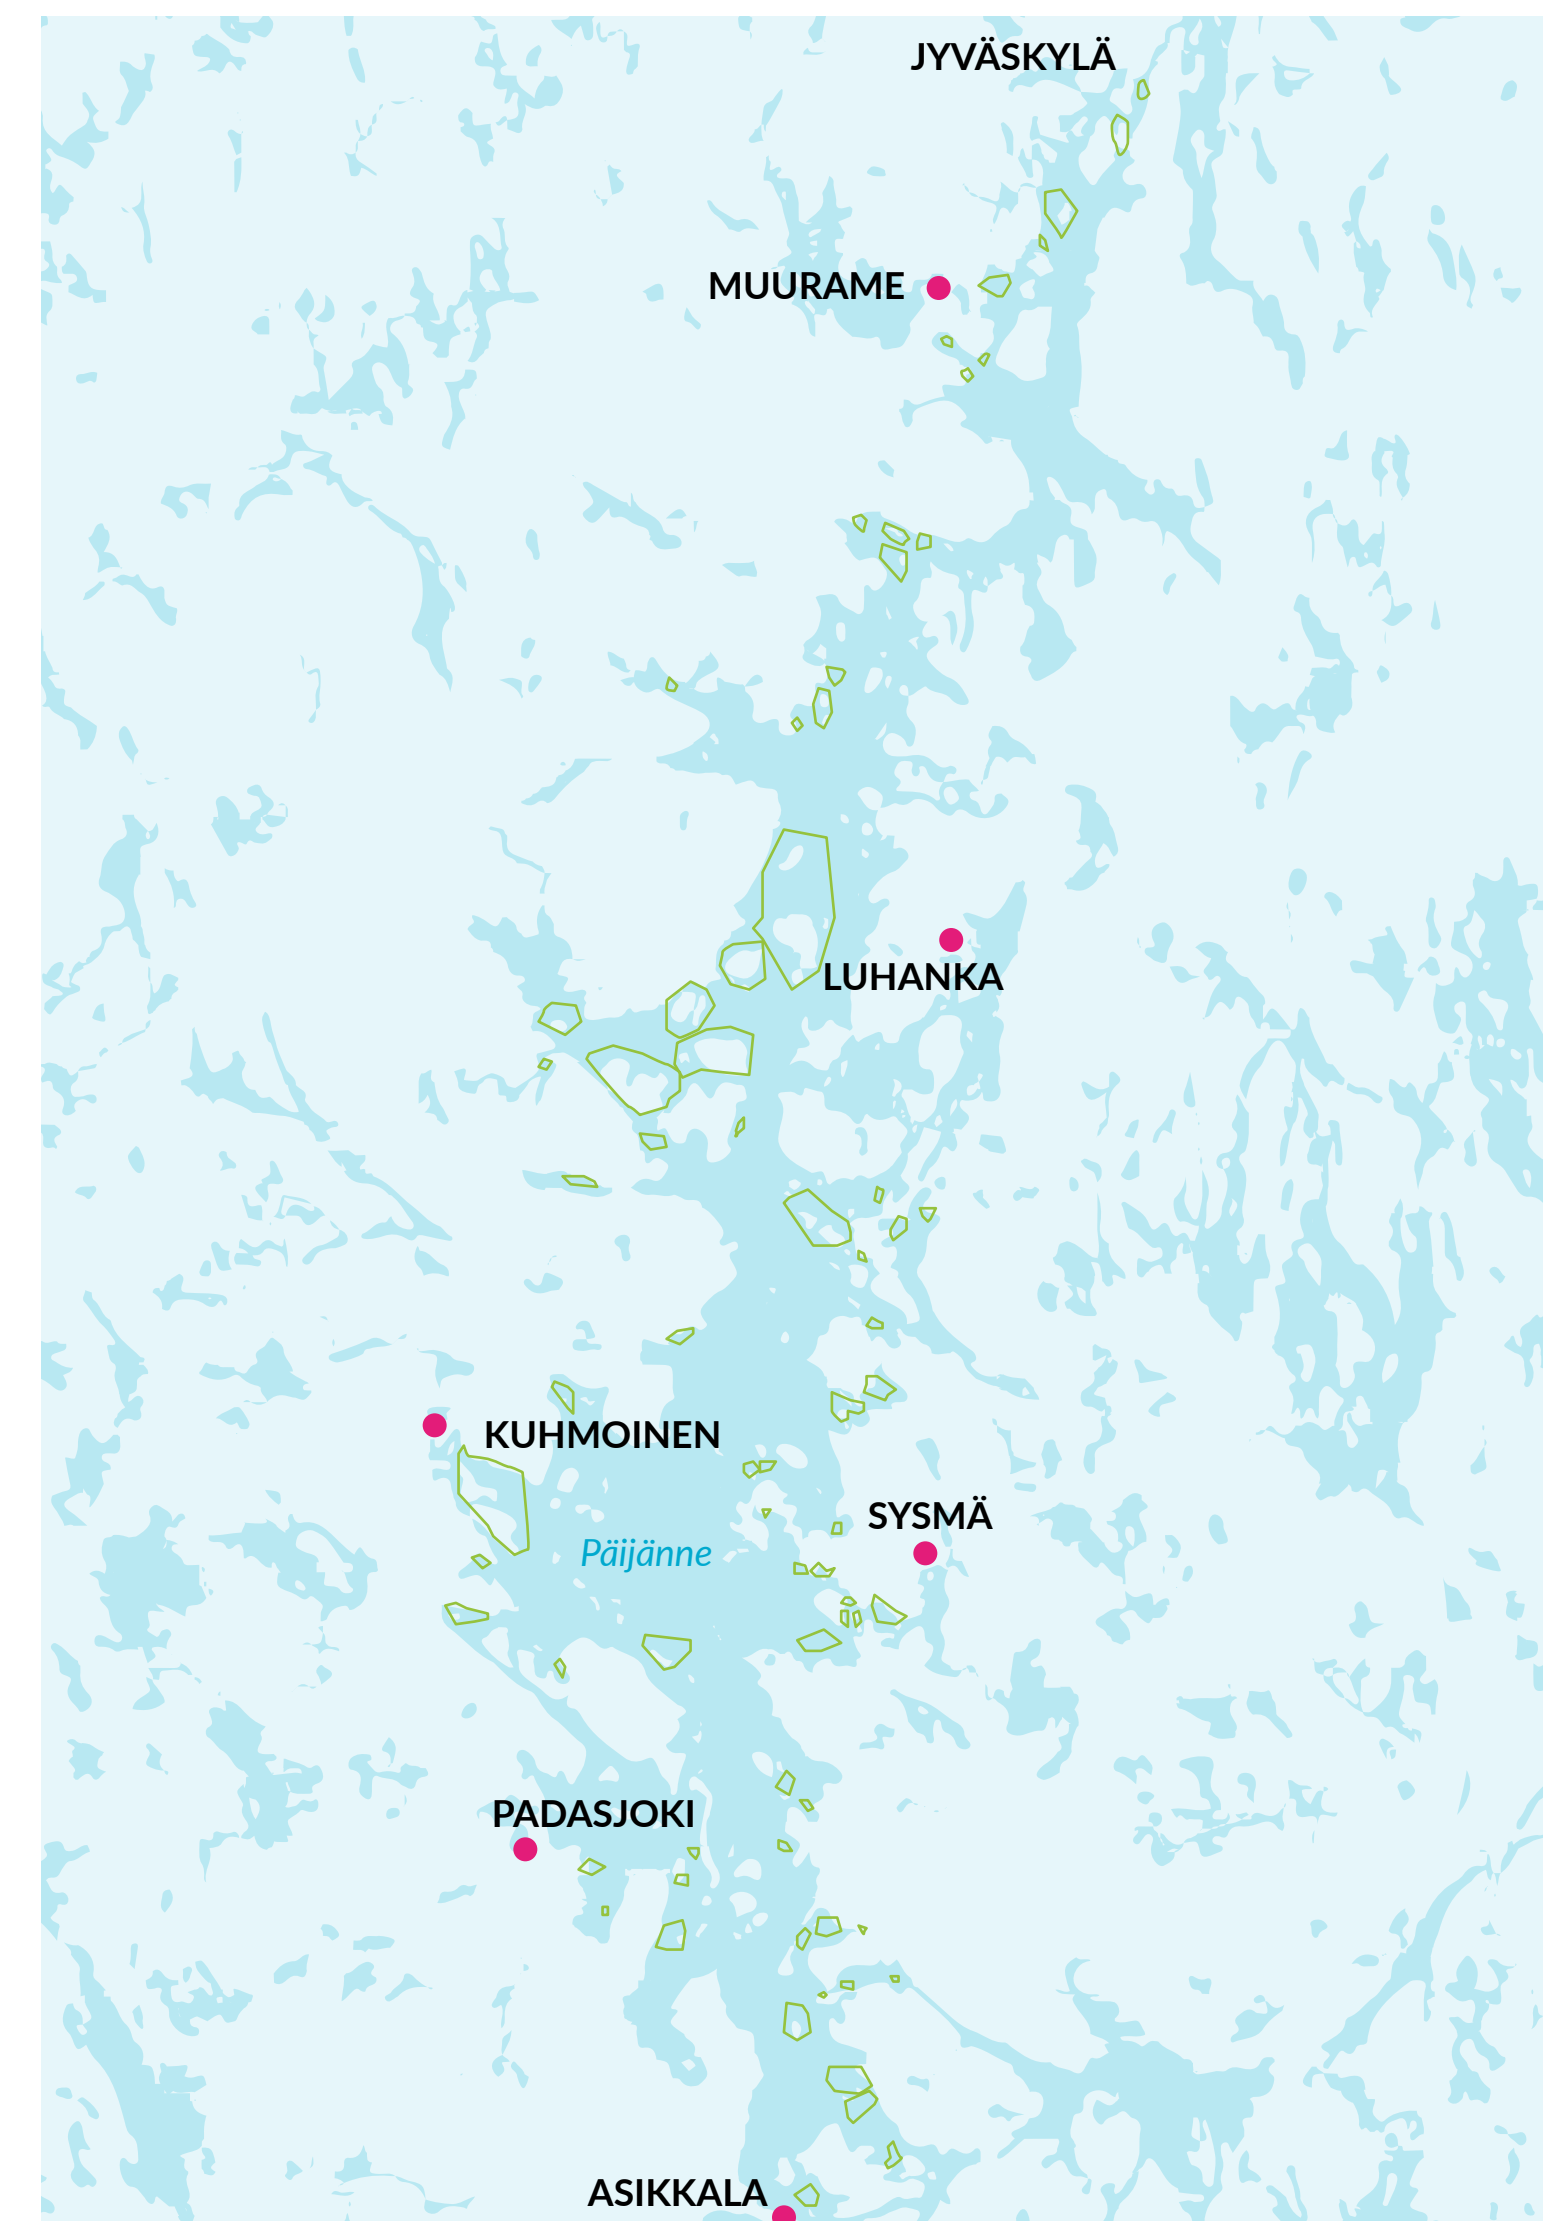 JYVÄSKYLÄ
MUURAME
LUHANKA
KUHMOINEN
SYSMÄ
Päijänne
PADASJOKI
ASIKKALA